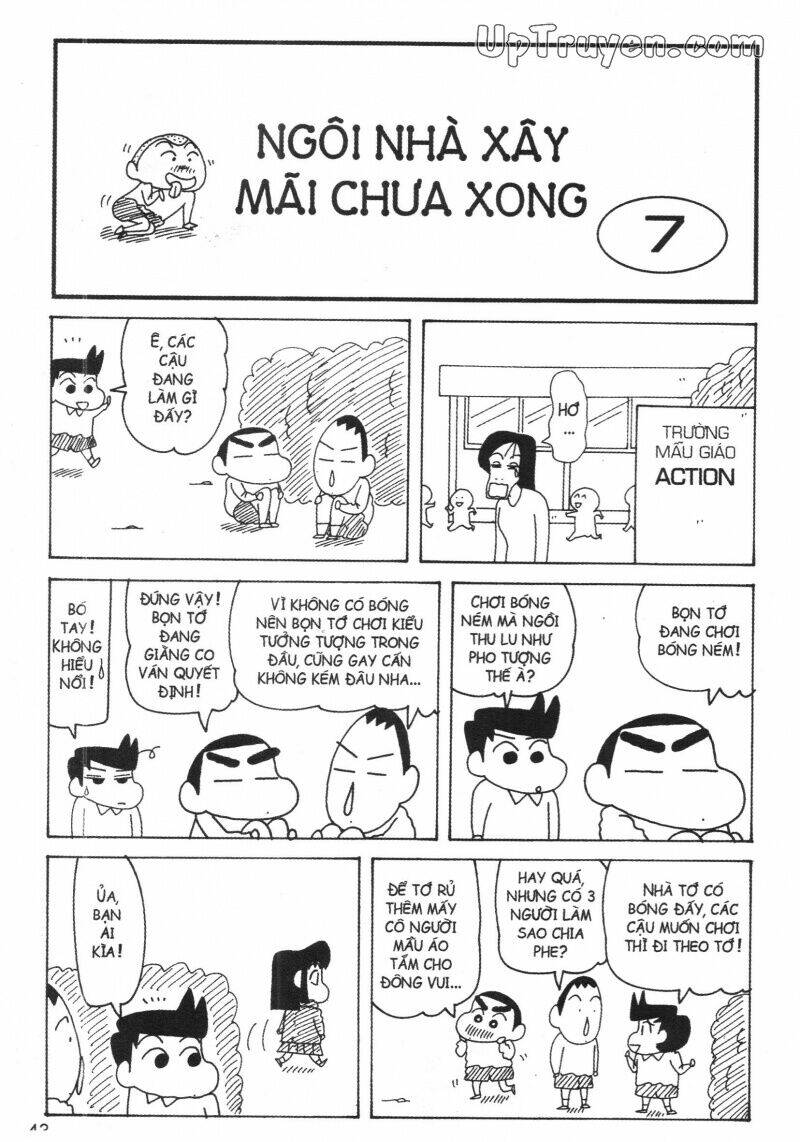 UpTruyen.com
NGÔI NHÀ XÂY
MÃI CHƯA XONG
7
HƠ
...
TRƯỜNG
MẪU GIÁO
ACTION
Ê, CÁC
CẬU
ĐANG
LÀM GÌ
ĐẤY?
BỌN TỚ
ĐANG CHƠI
BÓNG NÉM!
CHƠI BÓNG
NÉM MÀ NGỒI
THU LU NHƯ
PHO TƯỢNG
THẾ À?
VÌ KHÔNG CÓ BÓNG
NÊN BỌN TỚ CHƠI KIỂU
TƯỞNG TƯỢNG TRONG
ĐẦU, CŨNG GAY CẤN
KHÔNG KÉM ĐÂU NHA...
ĐÚNG VẬY!
BỌN TỚ
ĐANG
GIẰNG CO
VÁN QUYẾT
ĐỊNH!
BÓ
TAY!
KHÔNG
HIỂU
NỔI!
NHÀ TỚ CÓ
BÓNG ĐẤY, CÁC
CẬU MUỐN CHƠI
THÌ ĐI THEO TỚ!
HAY QUÁ,
NHƯNG CÓ 3
NGƯỜI LÀM
SAO CHIA
PHE?
ĐỂ TỚ RỦ
THÊM MẤY
CÔ NGƯỜI
MẪU ÁO
TẮM CHO
ĐÔNG VUI...
ỦA,
BẠN
AI
KÌA!